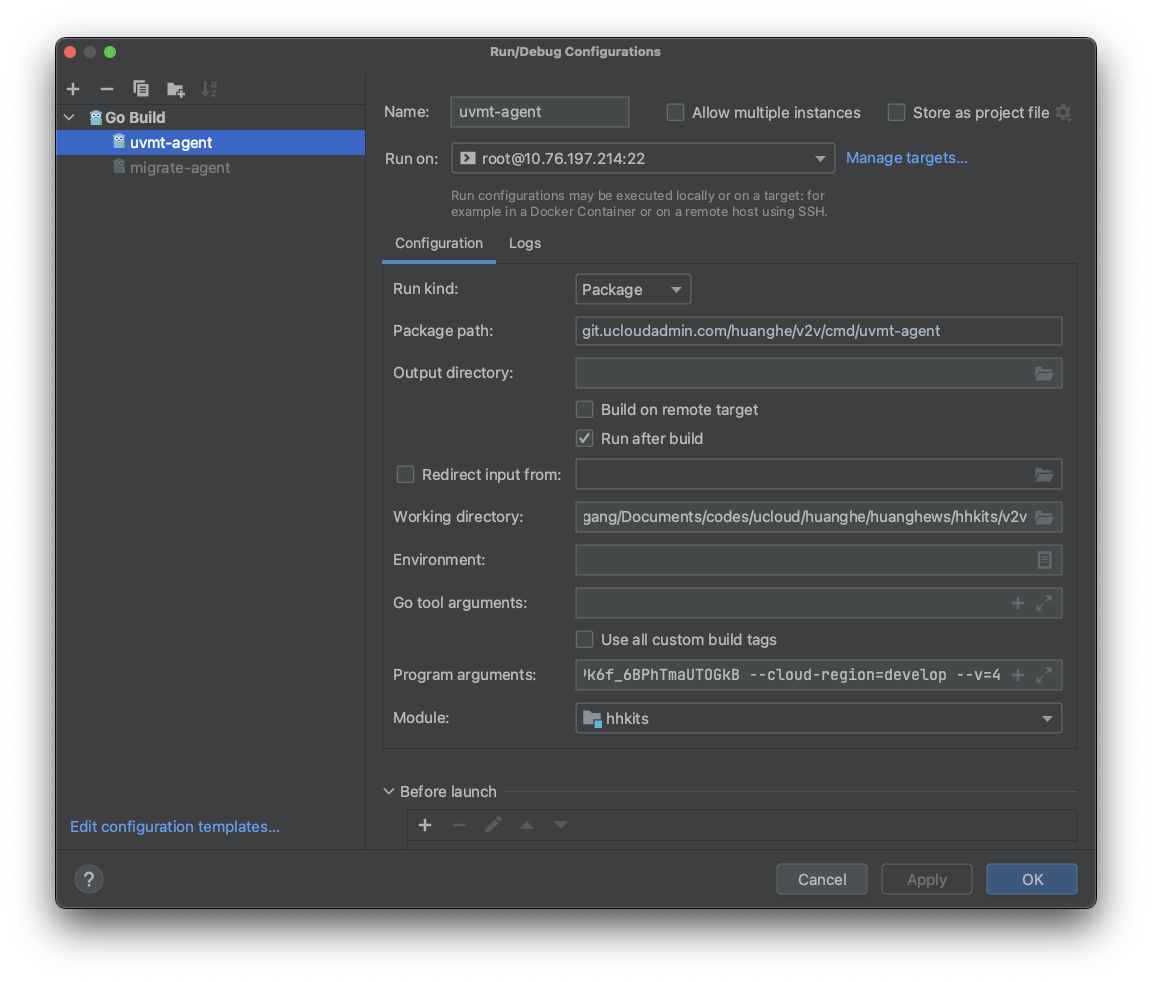 Run/Debug Configurations
Go Build
uvmt-agent
migrate-agent
Edit configuration templates...
Name: uvmt-agent Allow multiple instances Store as project file
Run on: root@10.76.197.214:22 Manage targets...
Run configurations may be executed locally or on a target: for
example in a Docker Container or on a remote host using SSH.
Configuration Logs
Run kind: Package
Package path: git.ucloudadmin.com/huanghe/v2v/cmd/uvmt-agent
Output directory:
Build on remote target
Run after build
Redirect input from:
Working directory: gang/Documents/codes/ucloud/huanghe/huanghews/hhkits/v2v
Environment:
Go tool arguments:
Use all custom build tags
Program arguments: k6f_6BPhTmaUTOGkB --cloud-region=develop --v=4
Module: hhkits
Before launch
? Cancel Apply OK